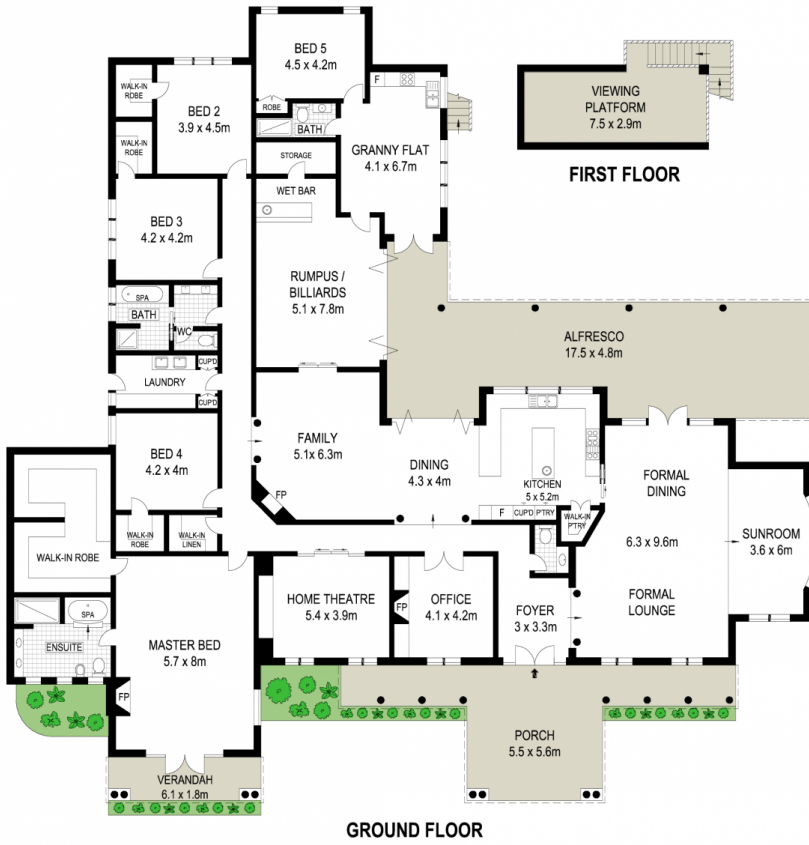 BED 5
4.5 x 4.2m
F
WALK-IN
ROBE
BED 2
3.9 x 4.5m
ROBE
BATH
GRANNY FLAT
4.1 x 6.7m
VIEWING
PLATFORM
7.5 x 2.9m
FIRST FLOOR
WALK-IN
ROBE
STORAGE
WET BAR
BED 3
4.2 x 4.2m
RUMPUS /
BILLIARDS
5.1 x 7.8m
SPA
BATH
WC
ALFRESCO
17.5 x 4.8m
CUP'D
LAUNDRY
CUP'D
FAMILY
5.1x 6.3m
DINING
4.3 x 4m
KITCHEN
5 x 5.2m
F
CUP'D
PTRY
WALK-IN
PTRY
BED 4
4.2 x 4m
FP
FORMAL
DINING
6.3 x 9.6m
FORMAL
LOUNGE
SUNROOM
3.6 x 6m
WALK-IN ROBE
WALK-IN
ROBE
WALK-IN
LINEN
HOME THEATRE
5.4 x 3.9m
FP
OFFICE
4.1 x 4.2m
FOYER
3 x 3.3m
SPA
ENSUITE
MASTER BED
5.7 x 8m
FP
PORCH
5.5 x 5.6m
VERANDAH
6.1 x 1.8m
GROUND FLOOR